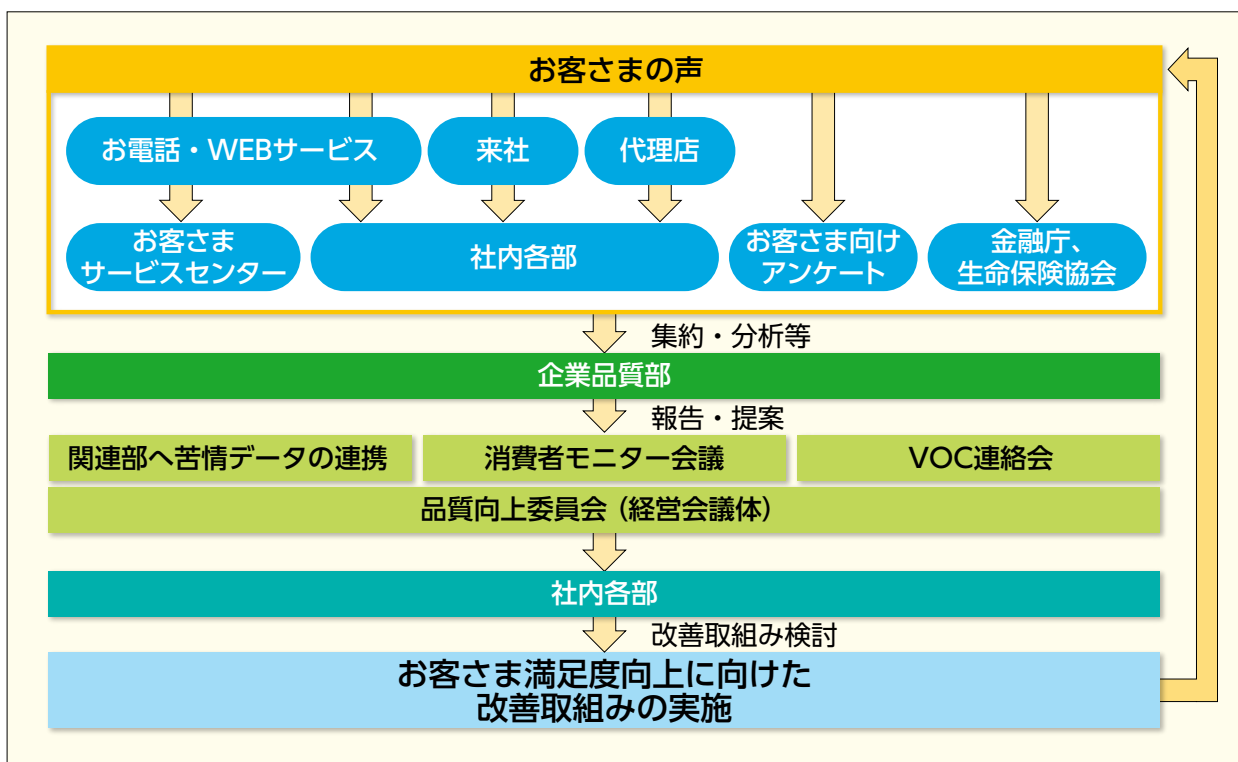 お客さまの声
お電話・WEBサービス
来社
代理店
お客さま
サービスセンター
社内各部
お客さま向け
アンケート
金融庁、
生命保険協会
集約・分析等
企業品質部
報告・提案
関連部へ苦情データの連携
消費者モニター会議
VOC連絡会
品質向上委員会（経営会議体）
社内各部
改善取組み検討
お客さま満足度向上に向けた
改善取組みの実施